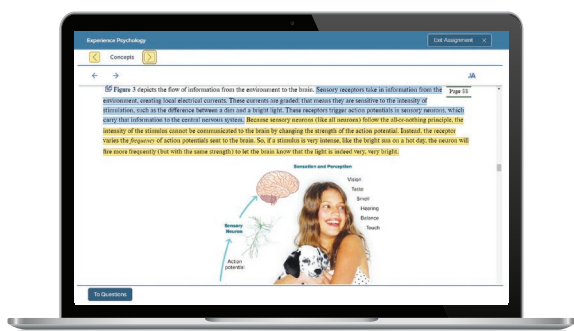 Experience Psychology
Exit Assignment X
Concepts
Page 88
Figure 3 depicts the flow of information from the environment to the brain. Sensory receptors take in information from the
environment, creating local electrical currents. These currents are graded; that means they are sensitive to the intensity of
stimulation, such as the difference between a dim and a bright light. These receptors trigger action potentials in sensory neurons, which
carry that information to the central nervous system. Because sensory neurons (like all neurons) follow the all-or-nothing principle, the
intensity of the stimulus cannot be communicated to the brain by changing the strength of the action potential. Instead, the receptor
varies the frequency of action potentials sent to the brain. So, if a stimulus is very intense, like the bright sun on a hot day, the neuron will
fire more frequently (but with the same strength) to let the brain know that the light is indeed very, very bright.
Sensation and Perception
Vision
Taste
Smell
Hearing
Balance
Touch
Sensory
Neuron
Action
potential
To Questions